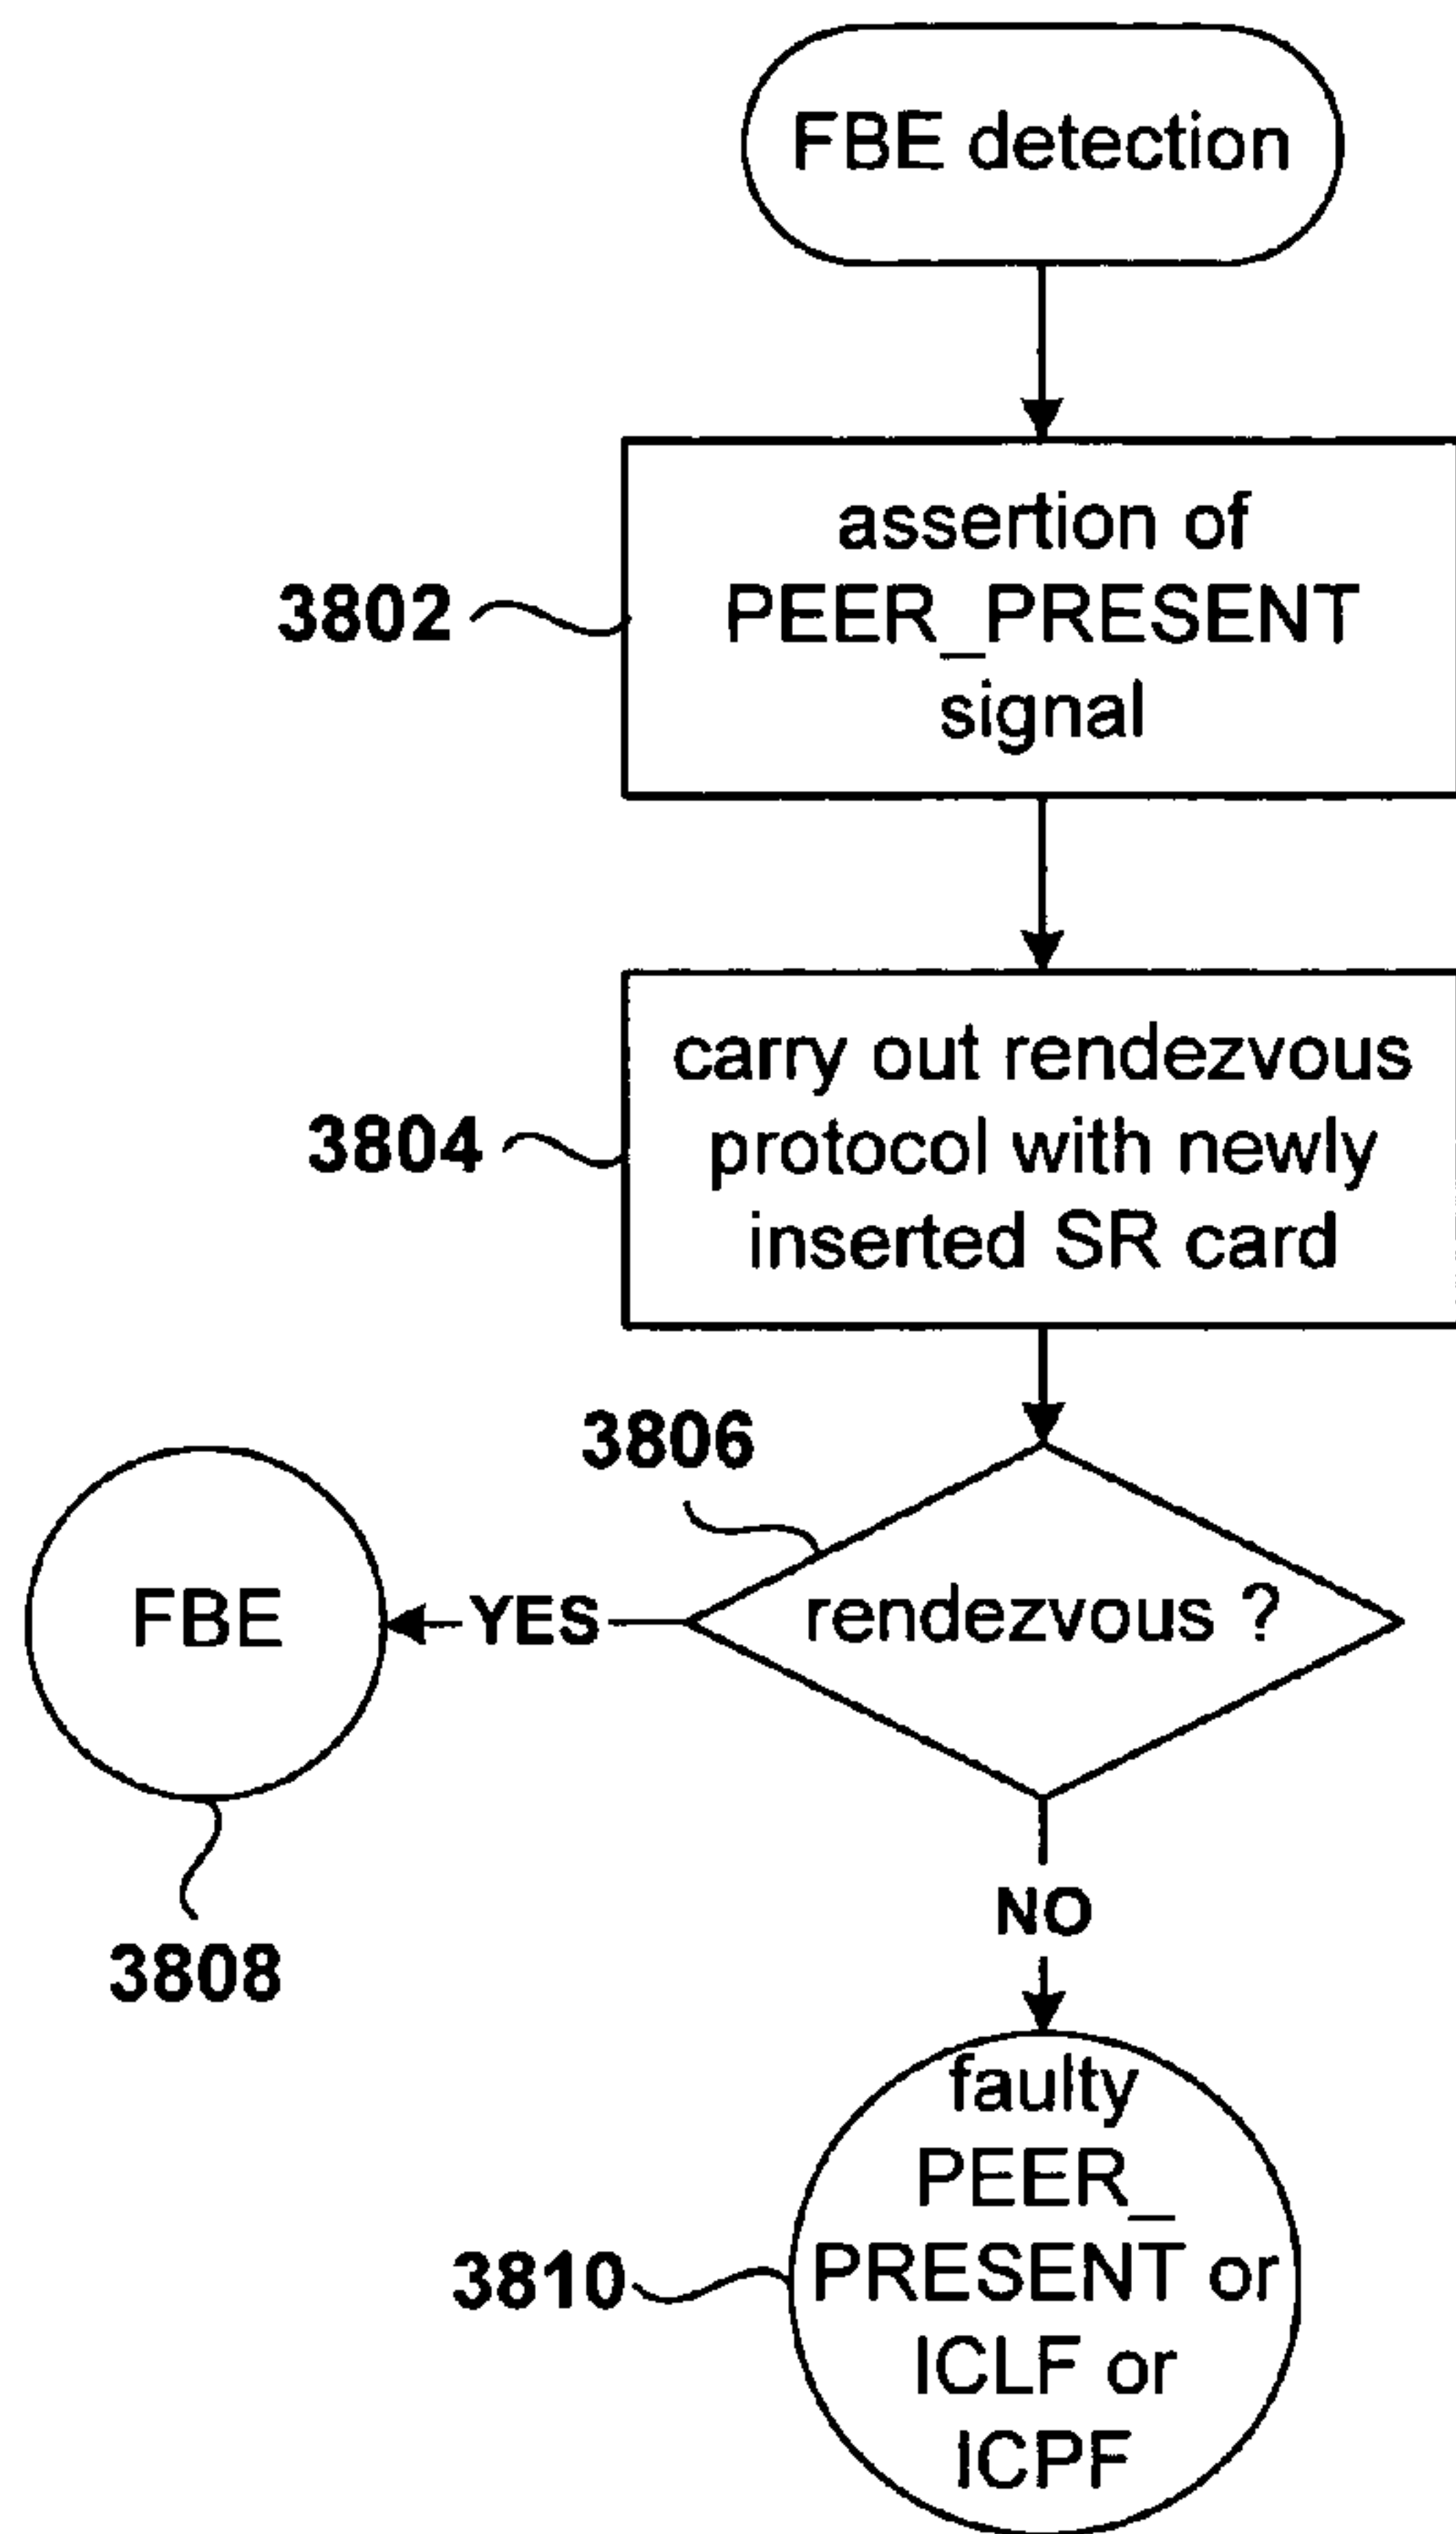 FBE detection
assertion of
PEER_PRESENT
signal
3802
carry out rendezvous
protocol with newly
inserted SR card
3804
3806
rendezvous ?
YES
FBE
3808
NO
faulty
PEER_
PRESENT or
ICLF or
ICPF
3810